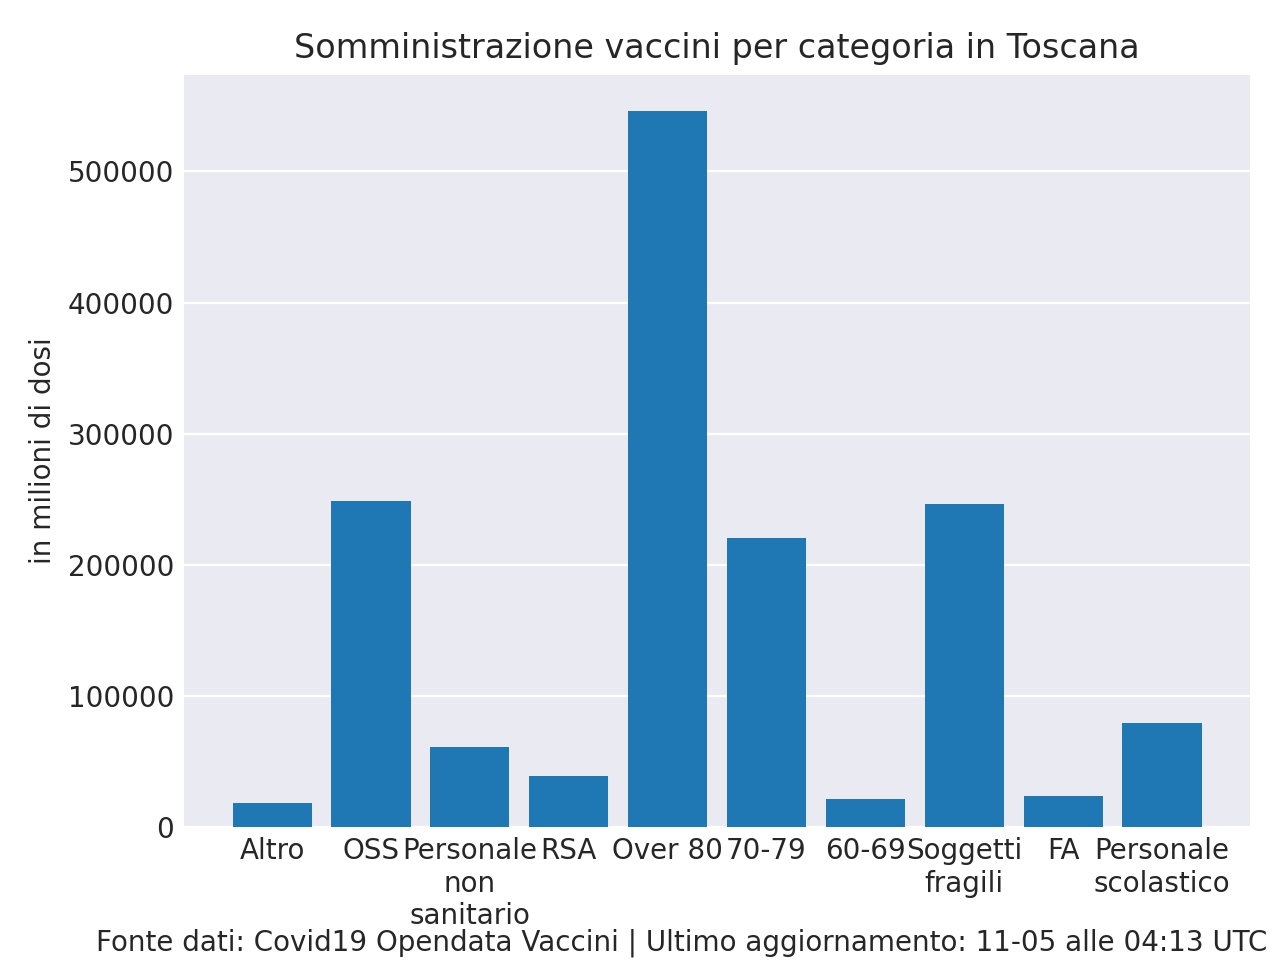 Somministrazione vaccini per categoria in Toscana
in milioni di dosi
500000
400000
300000
200000
100000
0
Altro
OSS
Personale
non
sanitario
RSA
Over 80
70-79
60-69
Soggetti
fragili
FA
Personale
scolastico
Fonte dati: Covid19 Opendata Vaccini | Ultimo aggiornamento: 11-05 alle 04:13 UTC